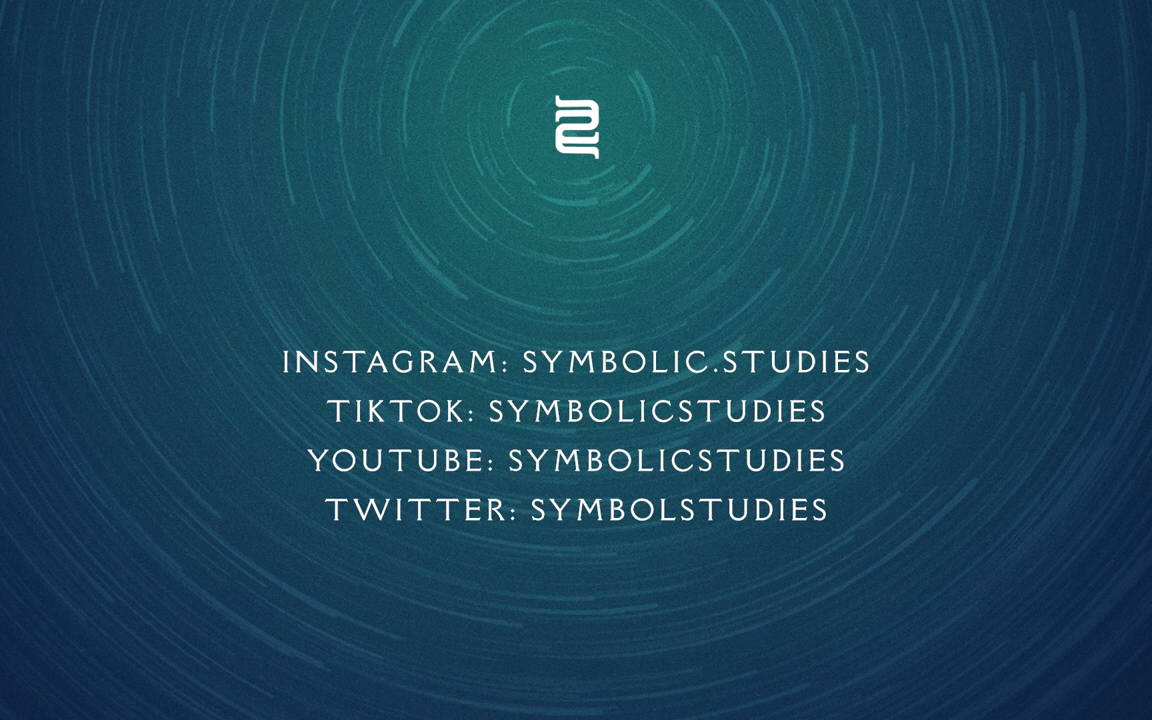 INSTAGRAM: SYMBOLIC.STUDIES
TIKTOK: SYMBOLICSTUDIES
YOUTUBE: SYMBOLICSTUDIES
TWITTER: SYMBOLSTUDIES